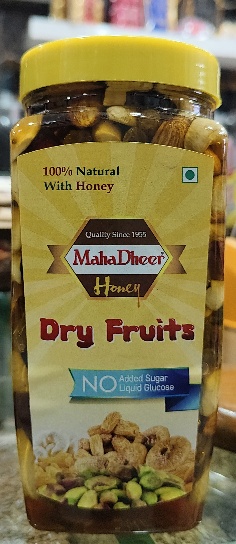 100% Natural
With Honey
Quality Since 1955
MahaDheer
Honey
Dry Fruits
NO Added Sugar
Liquid Glucose